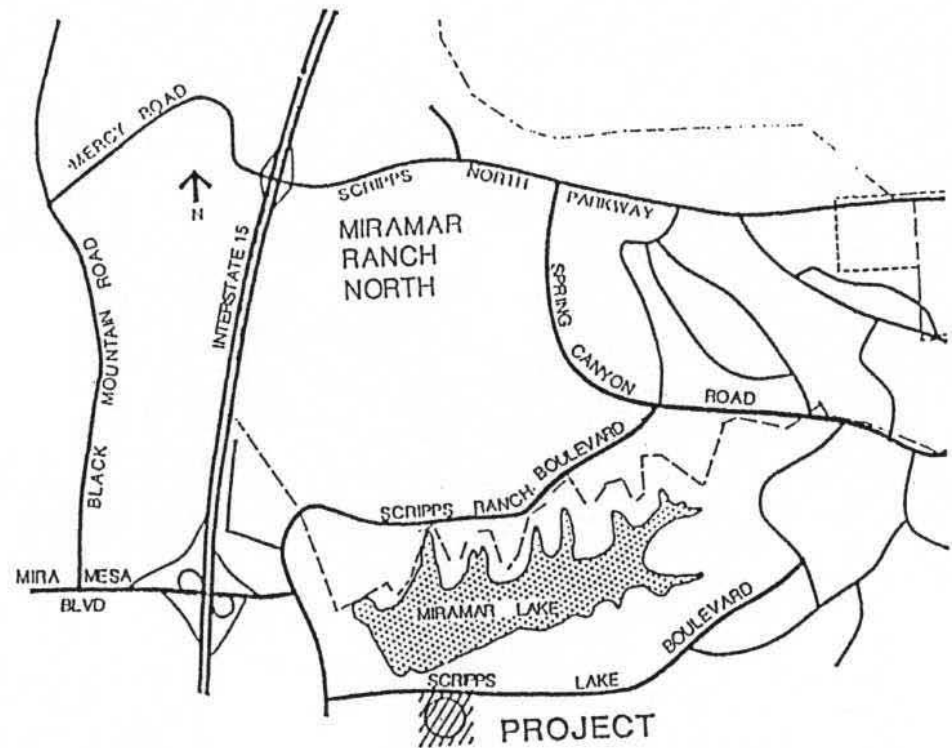 MERCY ROAD
N
SCRIPPS NORTH PARKWAY
MIRAMAR
RANCH
NORTH
BLACK MOUNTAIN ROAD
INTERSTATE 15
SPRING CANYON ROAD
SCRIPPS RANCH BOULEVARD
MIRA MESA
BLVD
MIRAMAR LAKE
SCRIPPS LAKE BOULEVARD
PROJECT